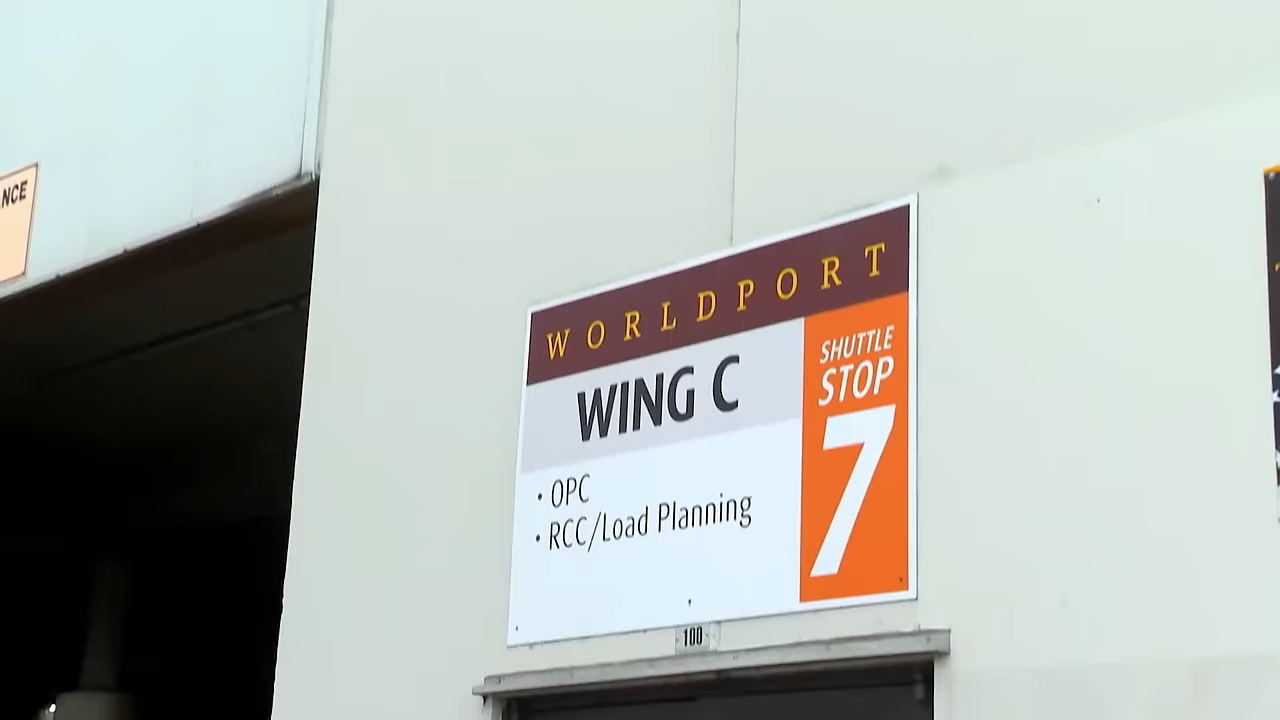 NCE
WORLDPORT
WING C
• OPC
• RCC/Load Planning
SHUTTLE
STOP
7
100